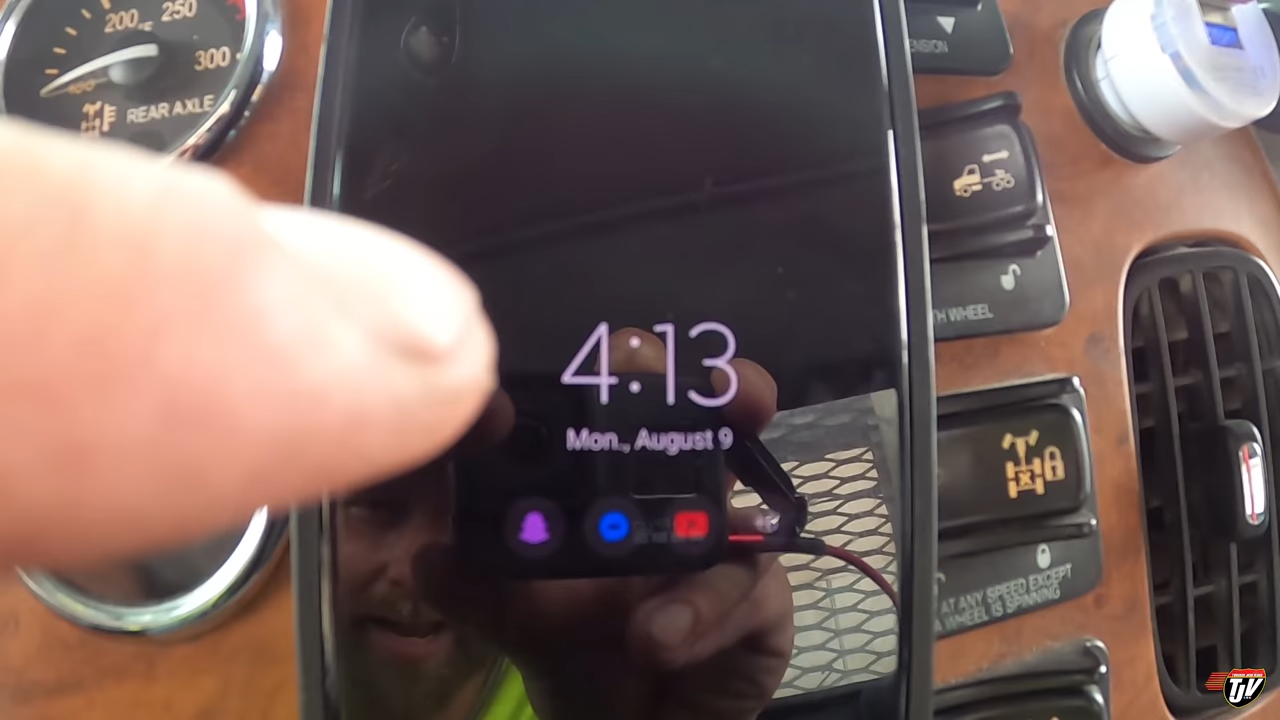 200 °F 250
300
REAR AXLE
ENSION
TH WHEEL
4:13
Mon., August 9
AT ANY SPEED EXCEPT
A WHEEL IS SPINNING
TJV